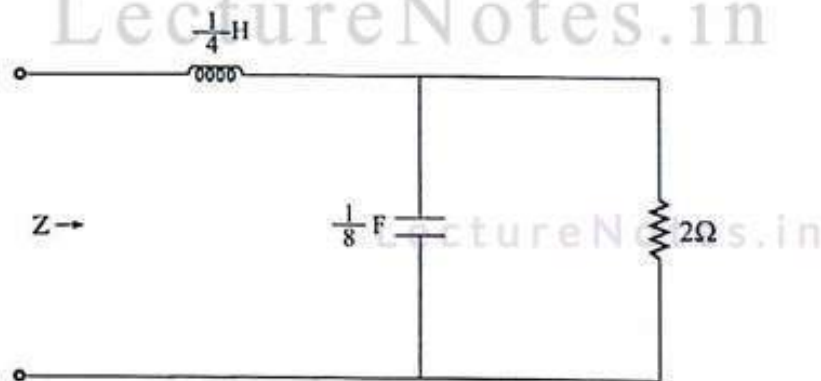 LectureNotes.in
1/4 H
Z→
1/8 F
LectureNotes.in
2Ω